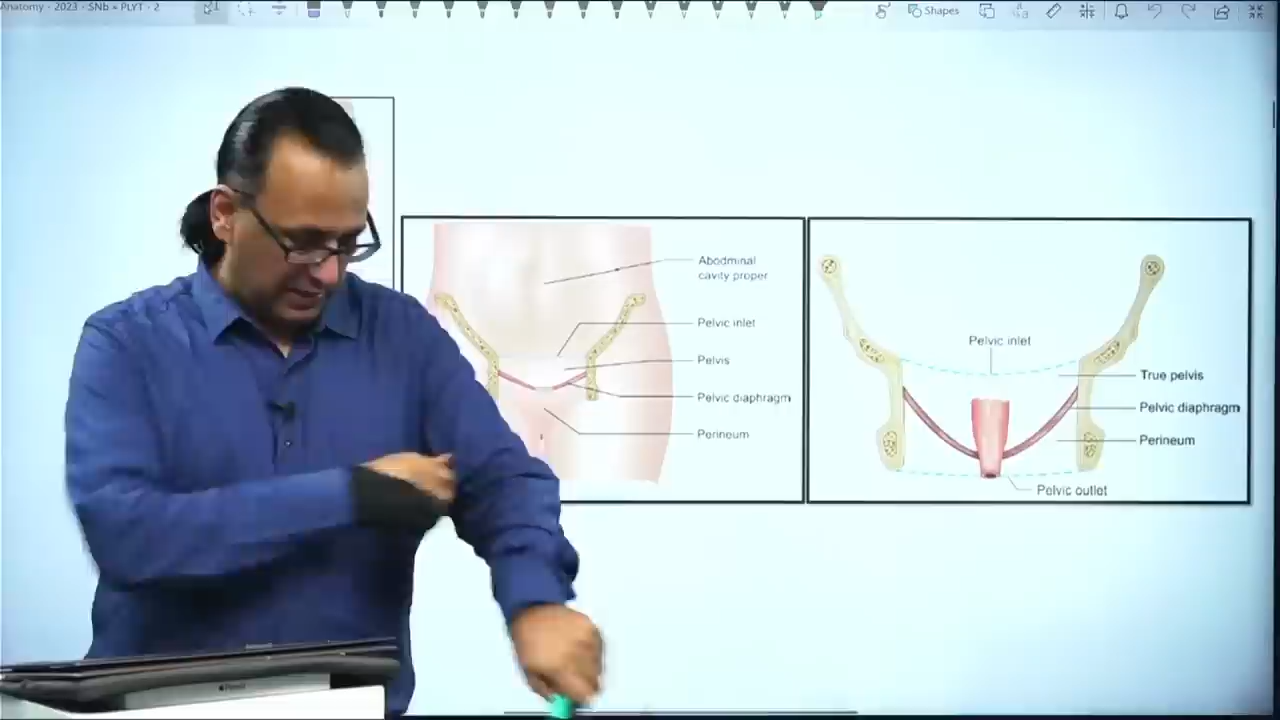 Anatomy - 2023 - SNb = PLYT - 2
Shapes
Abodminal
cavity proper
Pelvic inlet
Pelvis
Pelvic diaphragm
Perineum
Pelvic inlet
True pelvis
Pelvic diaphragm
Perineum
Pelvic outlet